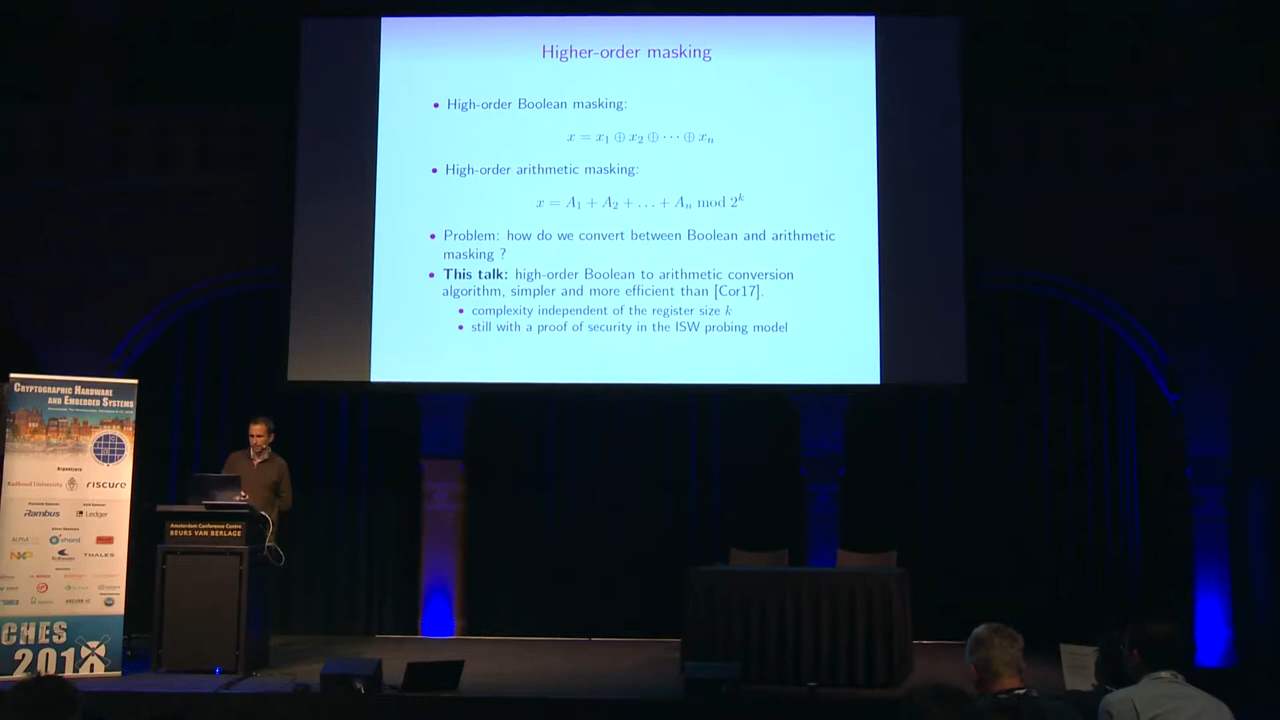 Higher-order masking
• High-order Boolean masking:
x = x₁ ⊕ x₂ ⊕ ⋯ ⊕ xₙ
• High-order arithmetic masking:
x = A₁ + A₂ + … + Aₙ mod 2ᵏ
• Problem: how do we convert between Boolean and arithmetic
masking ?
• This talk: high-order Boolean to arithmetic conversion
algorithm, simpler and more efficient than [Cor17].
• complexity independent of the register size k
• still with a proof of security in the ISW probing model
Cryptographic Hardware
and Embedded Systems
Organizers
Radboud University
riscure
Rambus
Ledger
eshard
NXP
THALES
CHES
2018
Amsterdam Conference Centre
BEURS VAN BERLAGE